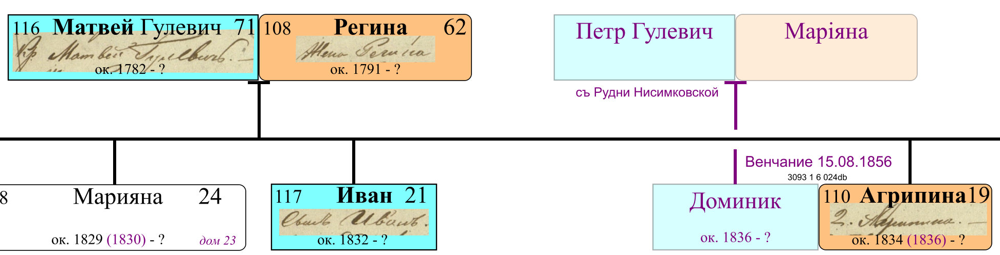 116 Матвей Гулевич 71
Кр Матвей Гулевичъ. —
ок. 1782 - ?
108 Регина 62
Жена Регина
ок. 1791 - ?
Петр Гулевич
Маріяна
съ Рудни Нисимковской
Венчание 15.08.1856
3093 1 6 024db
8 Марияна 24
ок. 1829 (1830) - ? дом 23
117 Иван 21
Сынъ Иванъ.
ок. 1832 - ?
Доминик
ок. 1836 - ?
110 Агрипина 19
2. Агрипина. —
ок. 1834 (1836) - ?